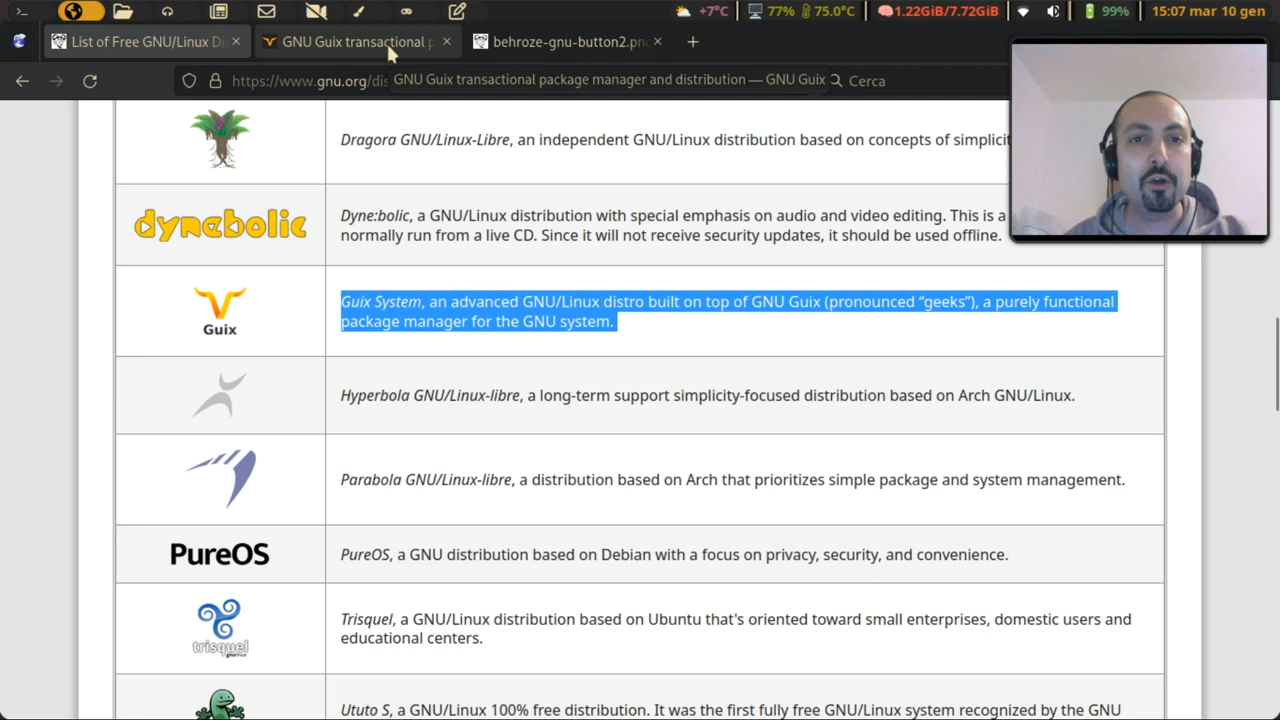 +7°C 77% 75.0°C 1.22GiB/7.72GiB 99% 15:07 mar 10 gen
List of Free GNU/Linux Di
GNU Guix transactional p
behroze-gnu-button2.pn
https://www.gnu.org/dis
GNU Guix transactional package manager and distribution — GNU Guix
Cerca
Dragora GNU/Linux-Libre, an independent GNU/Linux distribution based on concepts of simplicit
dynebolic
Dyne:bolic, a GNU/Linux distribution with special emphasis on audio and video editing. This is a
normally run from a live CD. Since it will not receive security updates, it should be used offline.
Guix
Guix System, an advanced GNU/Linux distro built on top of GNU Guix (pronounced “geeks”), a purely functional
package manager for the GNU system.
Hyperbola GNU/Linux-libre, a long-term support simplicity-focused distribution based on Arch GNU/Linux.
Parabola GNU/Linux-libre, a distribution based on Arch that prioritizes simple package and system management.
PureOS
PureOS, a GNU distribution based on Debian with a focus on privacy, security, and convenience.
trisquel
Trisquel, a GNU/Linux distribution based on Ubuntu that's oriented toward small enterprises, domestic users and
educational centers.
Ututo S, a GNU/Linux 100% free distribution. It was the first fully free GNU/Linux system recognized by the GNU